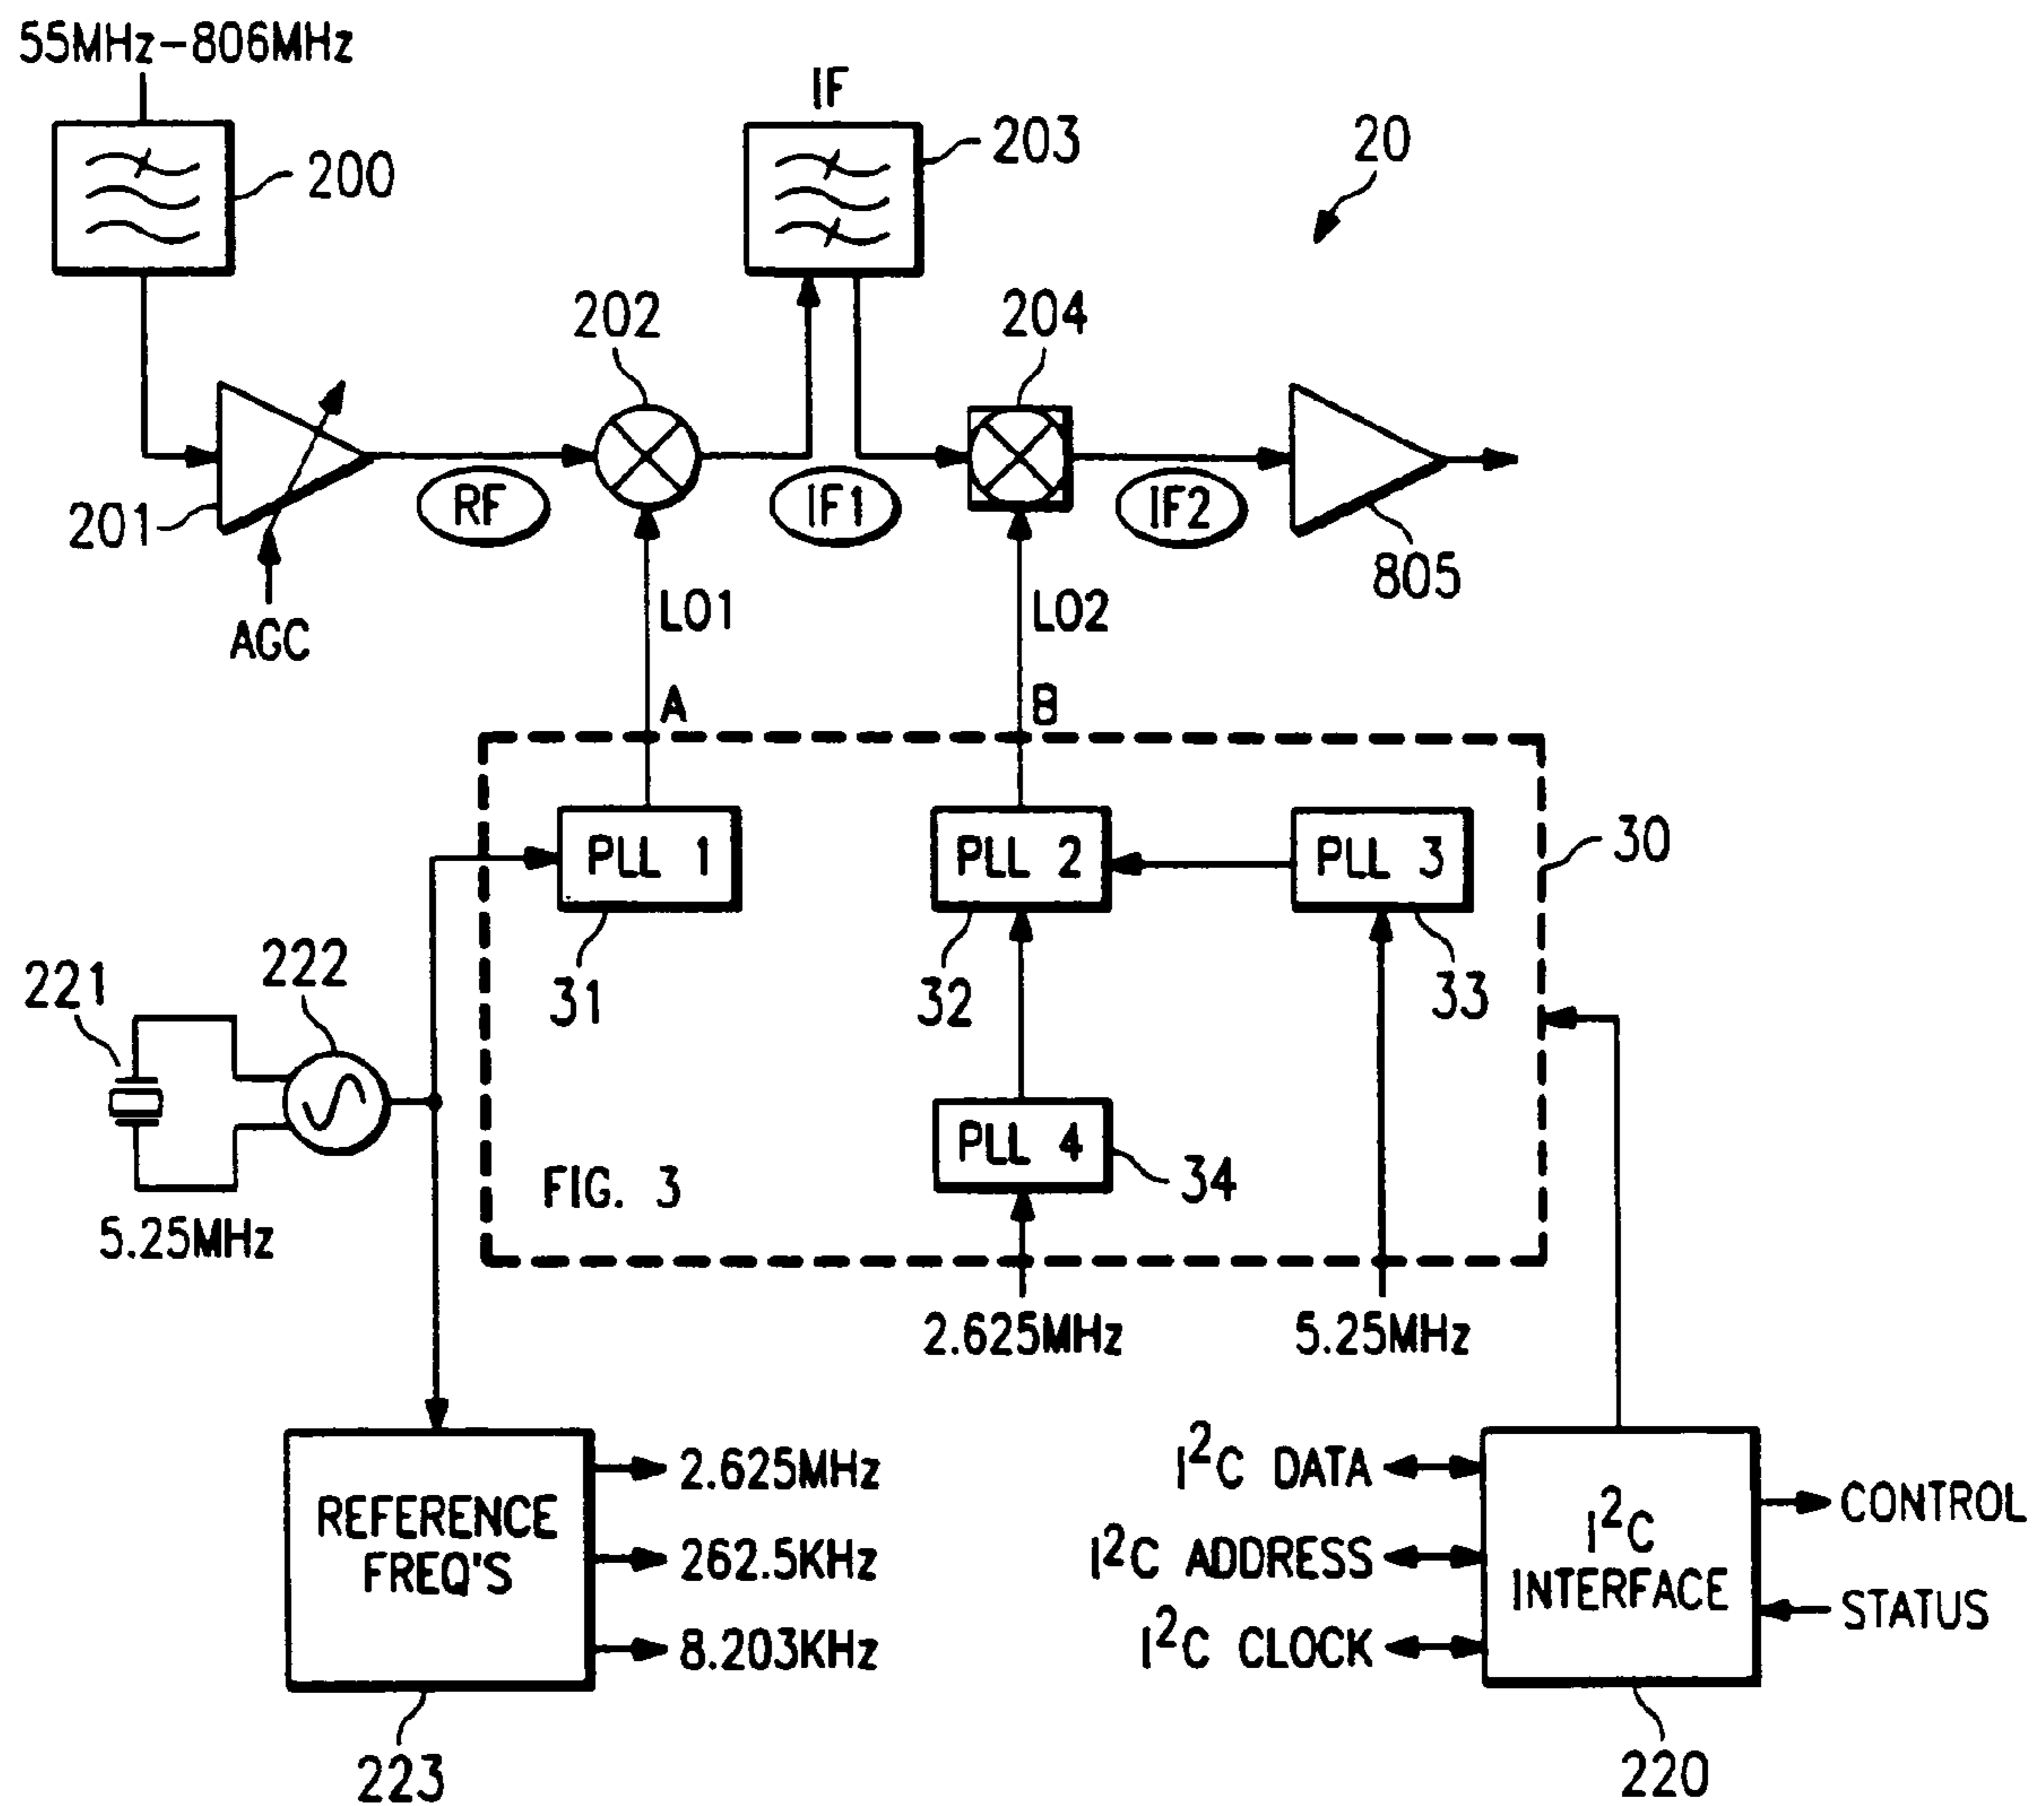 55MHz-806MHz
IF
200
203
20
202
204
201
RF
IF1
IF2
805
AGC
LO1
LO2
A
B
PLL 1
PLL 2
PLL 3
30
31
32
33
221
222
PLL 4
34
FIG. 3
5.25MHz
2.625MHz
5.25MHz
REFERENCE
FREQ'S
2.625MHz
262.5KHz
8.203KHz
223
I²C DATA
I²C ADDRESS
I²C CLOCK
I²C
INTERFACE
CONTROL
STATUS
220